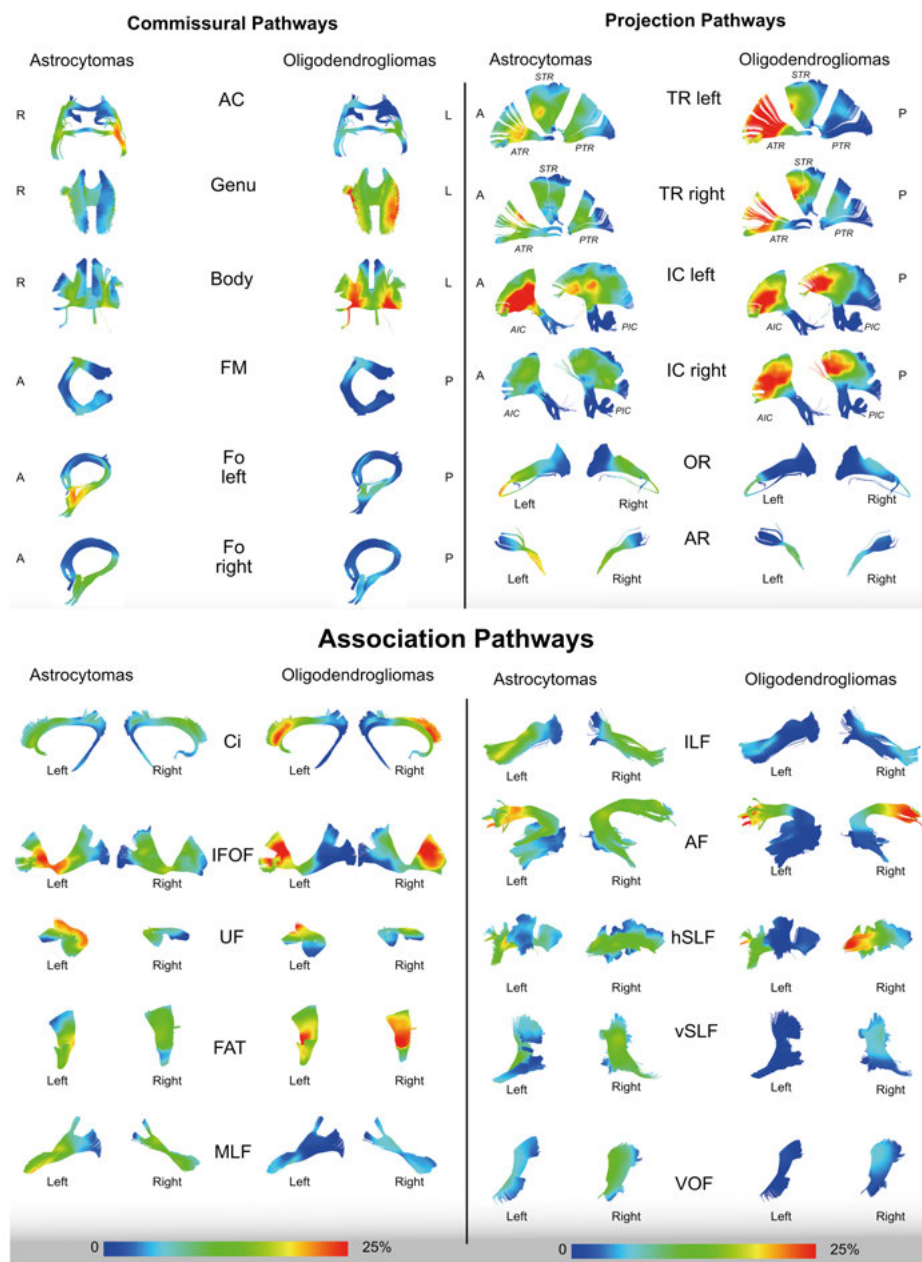 Commissural Pathways
Astrocytomas Oligodendrogliomas
R AC L
R Genu L
R Body L
A FM P
A Fo left P
A Fo right P
Projection Pathways
Astrocytomas Oligodendrogliomas
STR STR
A TR left P
ATR PTR ATR PTR
STR STR
A TR right P
ATR PTR ATR PTR
A IC left P
AIC PIC AIC PIC
A IC right P
AIC PIC AIC PIC
OR
Left Right Left Right
AR
Left Right Left Right
Association Pathways
Astrocytomas Oligodendrogliomas
Ci
Left Right Left Right
IFOF
Left Right Left Right
UF
Left Right Left Right
FAT
Left Right Left Right
MLF
Left Right Left Right
0 25%
Astrocytomas Oligodendrogliomas
ILF
Left Right Left Right
AF
Left Right Left Right
hSLF
Left Right Left Right
vSLF
Left Right Left Right
VOF
Left Right Left Right
0 25%